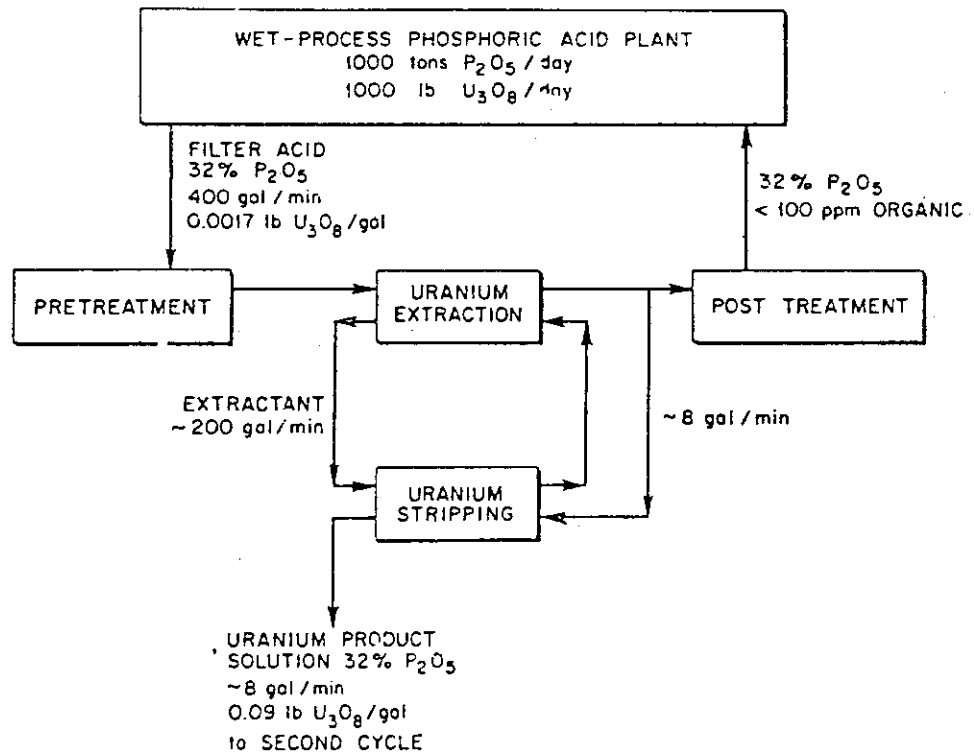 WET-PROCESS PHOSPHORIC ACID PLANT
1000 tons P₂O₅/day
1000 lb U₃O₈/day
FILTER ACID
32% P₂O₅
400 gal/min
0.0017 lb U₃O₈/gal
32% P₂O₅
< 100 ppm ORGANIC
PRETREATMENT
URANIUM
EXTRACTION
POST TREATMENT
EXTRACTANT
~200 gal/min
~8 gal/min
URANIUM
STRIPPING
URANIUM PRODUCT
SOLUTION 32% P₂O₅
~8 gal/min
0.09 lb U₃O₈/gal
to SECOND CYCLE